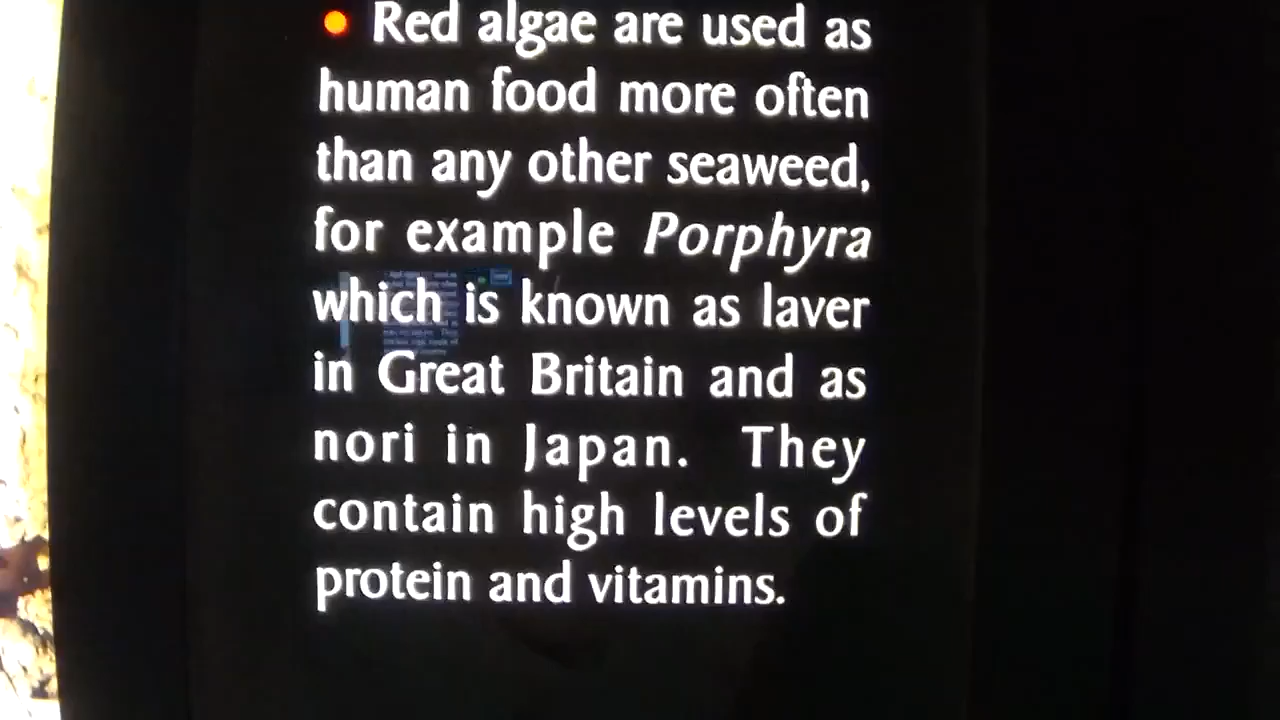 • Red algae are used as
human food more often
than any other seaweed,
for example Porphyra
which is known as laver
in Great Britain and as
nori in Japan. They
contain high levels of
protein and vitamins.